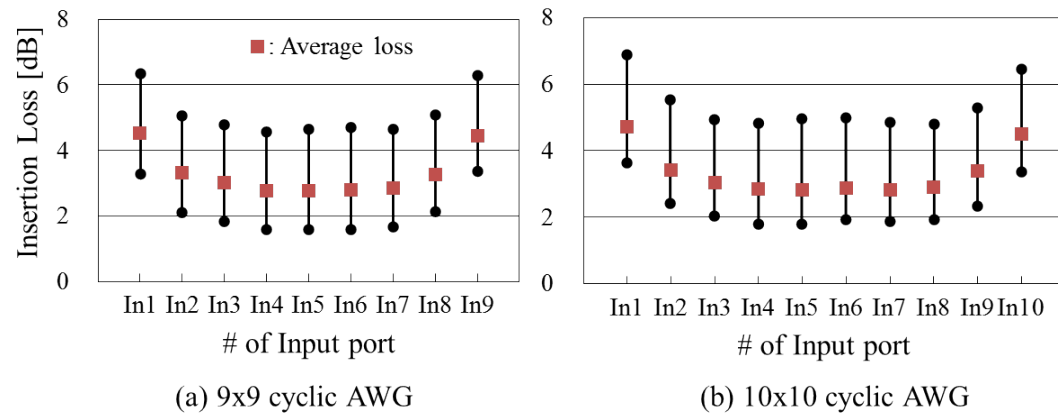 Insertion Loss [dB]
8
6
4
2
0
: Average loss
In1 In2 In3 In4 In5 In6 In7 In8 In9
# of Input port
(a) 9x9 cyclic AWG
8
6
4
2
0
In1 In2 In3 In4 In5 In6 In7 In8 In9 In10
# of Input port
(b) 10x10 cyclic AWG